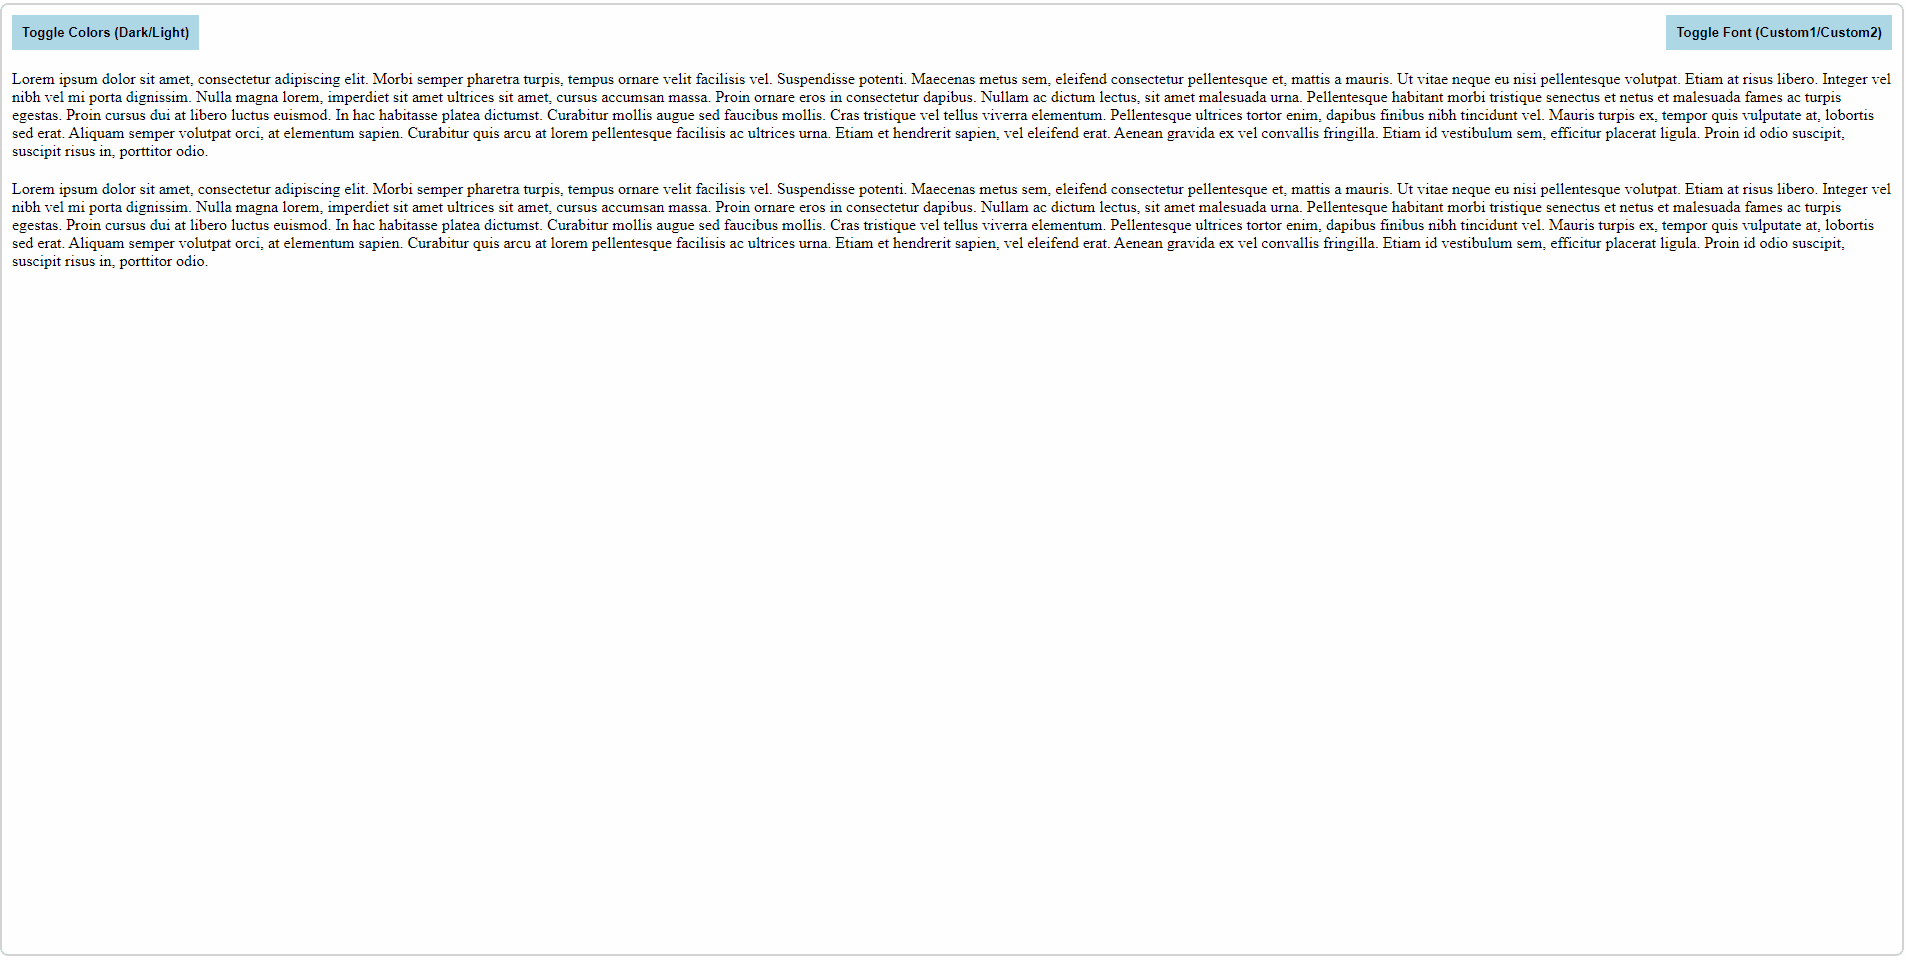 Toggle Colors (Dark/Light)
Toggle Font (Custom1/Custom2)
Lorem ipsum dolor sit amet, consectetur adipiscing elit. Morbi semper pharetra turpis, tempus ornare velit facilisis vel. Suspendisse potenti. Maecenas metus sem, eleifend consectetur pellentesque et, mattis a mauris. Ut vitae neque eu nisi pellentesque volutpat. Etiam at risus libero. Integer vel
nibh vel mi porta dignissim. Nulla magna lorem, imperdiet sit amet ultrices sit amet, cursus accumsan massa. Proin ornare eros in consectetur dapibus. Nullam ac dictum lectus, sit amet malesuada urna. Pellentesque habitant morbi tristique senectus et netus et malesuada fames ac turpis
egestas. Proin cursus dui at libero luctus euismod. In hac habitasse platea dictumst. Curabitur mollis augue sed faucibus mollis. Cras tristique vel tellus viverra elementum. Pellentesque ultrices tortor enim, dapibus finibus nibh tincidunt vel. Mauris turpis ex, tempor quis vulputate at, lobortis
sed erat. Aliquam semper volutpat orci, at elementum sapien. Curabitur quis arcu at lorem pellentesque facilisis ac ultrices urna. Etiam et hendrerit sapien, vel eleifend erat. Aenean gravida ex vel convallis fringilla. Etiam id vestibulum sem, efficitur placerat ligula. Proin id odio suscipit,
suscipit risus in, porttitor odio.
Lorem ipsum dolor sit amet, consectetur adipiscing elit. Morbi semper pharetra turpis, tempus ornare velit facilisis vel. Suspendisse potenti. Maecenas metus sem, eleifend consectetur pellentesque et, mattis a mauris. Ut vitae neque eu nisi pellentesque volutpat. Etiam at risus libero. Integer vel
nibh vel mi porta dignissim. Nulla magna lorem, imperdiet sit amet ultrices sit amet, cursus accumsan massa. Proin ornare eros in consectetur dapibus. Nullam ac dictum lectus, sit amet malesuada urna. Pellentesque habitant morbi tristique senectus et netus et malesuada fames ac turpis
egestas. Proin cursus dui at libero luctus euismod. In hac habitasse platea dictumst. Curabitur mollis augue sed faucibus mollis. Cras tristique vel tellus viverra elementum. Pellentesque ultrices tortor enim, dapibus finibus nibh tincidunt vel. Mauris turpis ex, tempor quis vulputate at, lobortis
sed erat. Aliquam semper volutpat orci, at elementum sapien. Curabitur quis arcu at lorem pellentesque facilisis ac ultrices urna. Etiam et hendrerit sapien, vel eleifend erat. Aenean gravida ex vel convallis fringilla. Etiam id vestibulum sem, efficitur placerat ligula. Proin id odio suscipit,
suscipit risus in, porttitor odio.